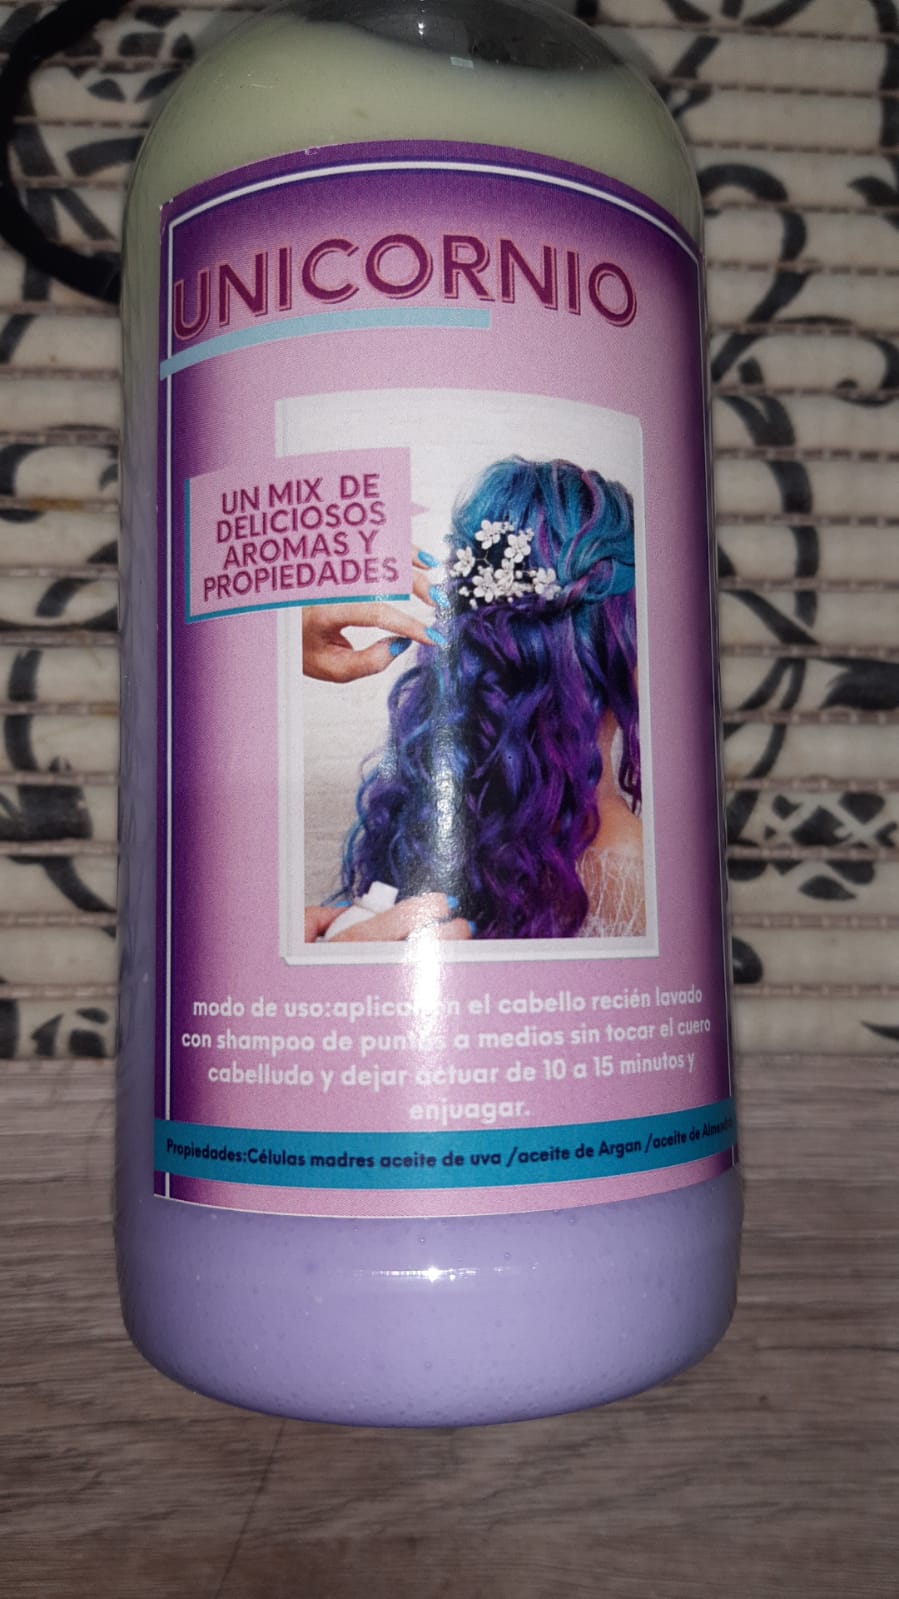 UNICORNIO
UN MIX DE
DELICIOSOS
AROMAS Y
PROPIEDADES
modo de uso: el cabello recién lavado
con shampoo de a medios sin tocar el cuero
cabelludo y dejar actuar de 10 a 15 minutos y
enjuagar.
Propiedades:Células madres aceite de uva /aceite de Argan /aceite de